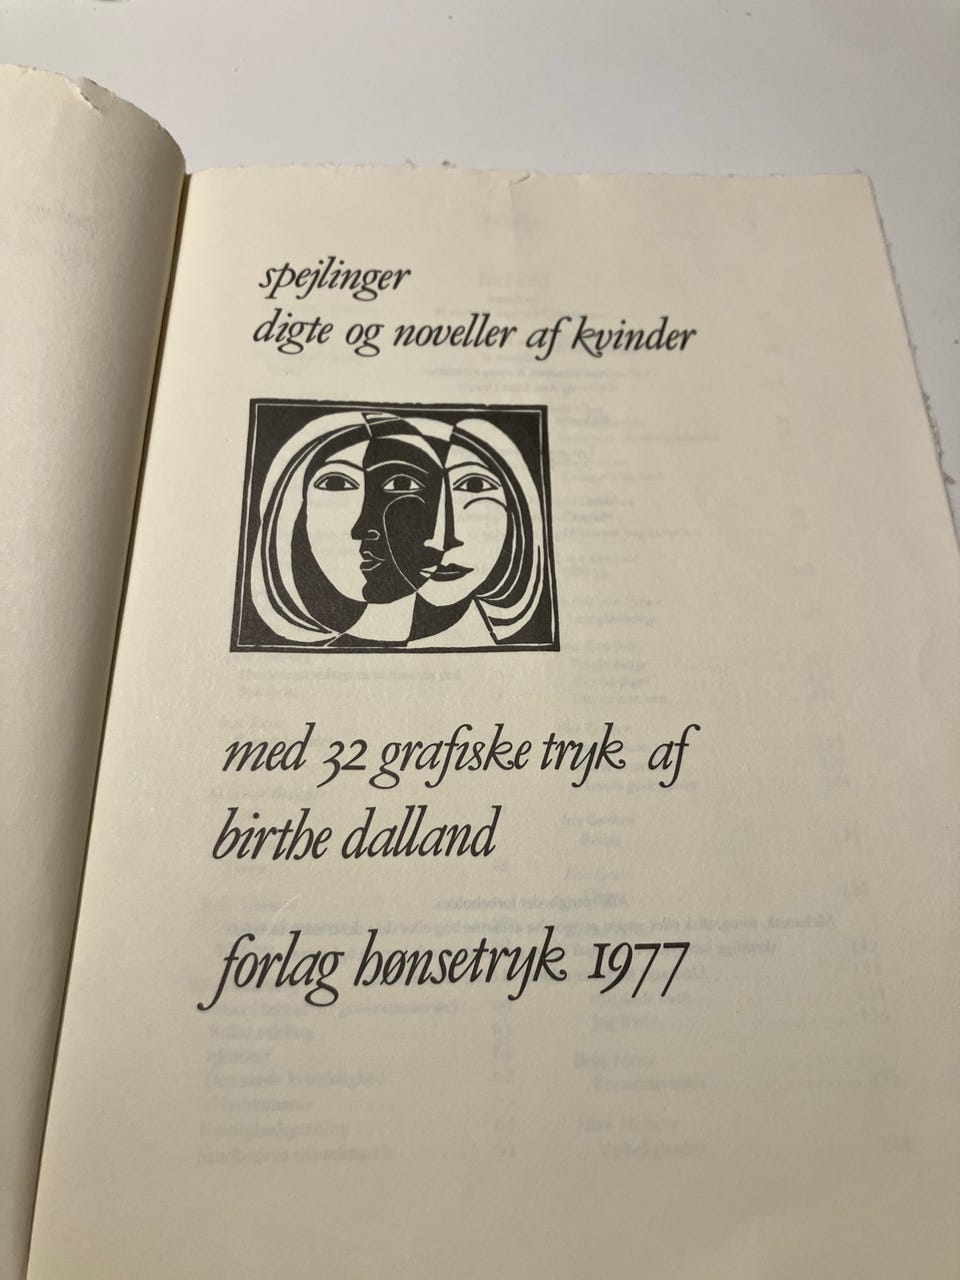 spejlinger
digte og noveller af kvinder
med 32 grafiske tryk af
birthe dalland
forlag hønsetryk 1977